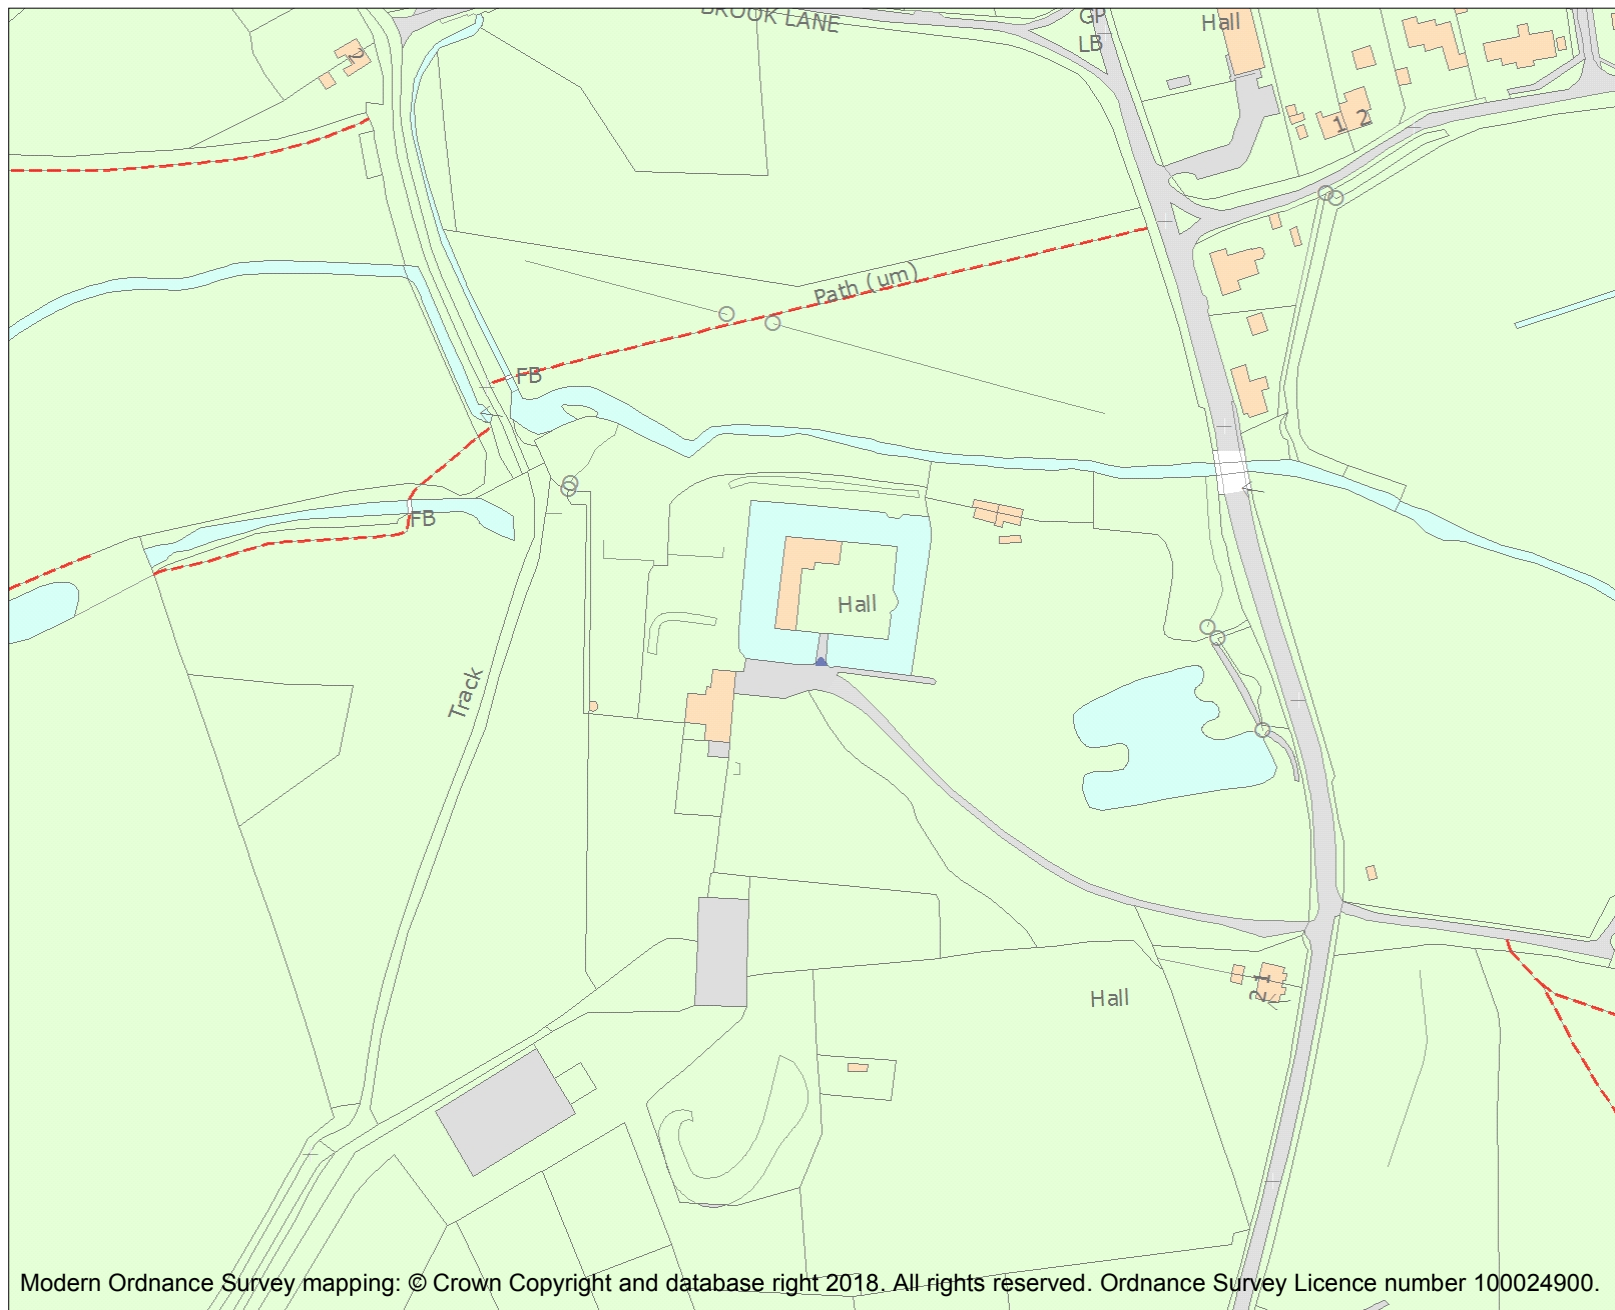 BROOK LANE
GP
LB
Hall
2
1 2
Path (um)
FB
FB
Hall
Track
Hall
1
2
Modern Ordnance Survey mapping: © Crown Copyright and database right 2018. All rights reserved. Ordnance Survey Licence number 100024900.